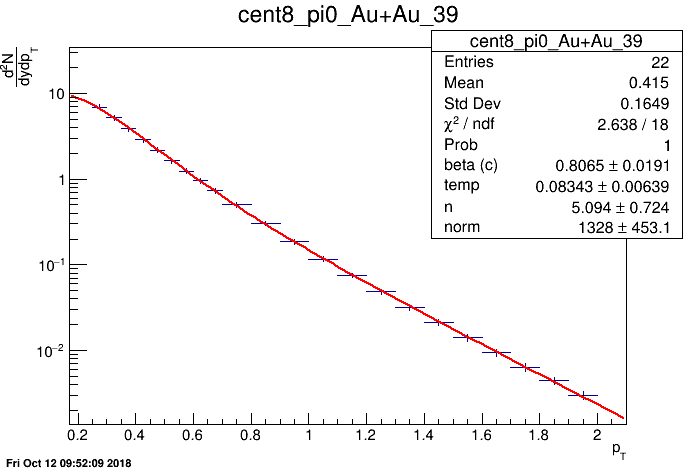 cent8_pi0_Au+Au_39
d²N
dydp_T
cent8_pi0_Au+Au_39
Entries 22
Mean 0.415
Std Dev 0.1649
χ² / ndf 2.638 / 18
Prob 1
beta (c) 0.8065 ± 0.0191
temp 0.08343 ± 0.00639
n 5.094 ± 0.724
norm 1328 ± 453.1
10
1
10⁻¹
10⁻²
0.2 0.4 0.6 0.8 1 1.2 1.4 1.6 1.8 2
p_T
Fri Oct 12 09:52:09 2018